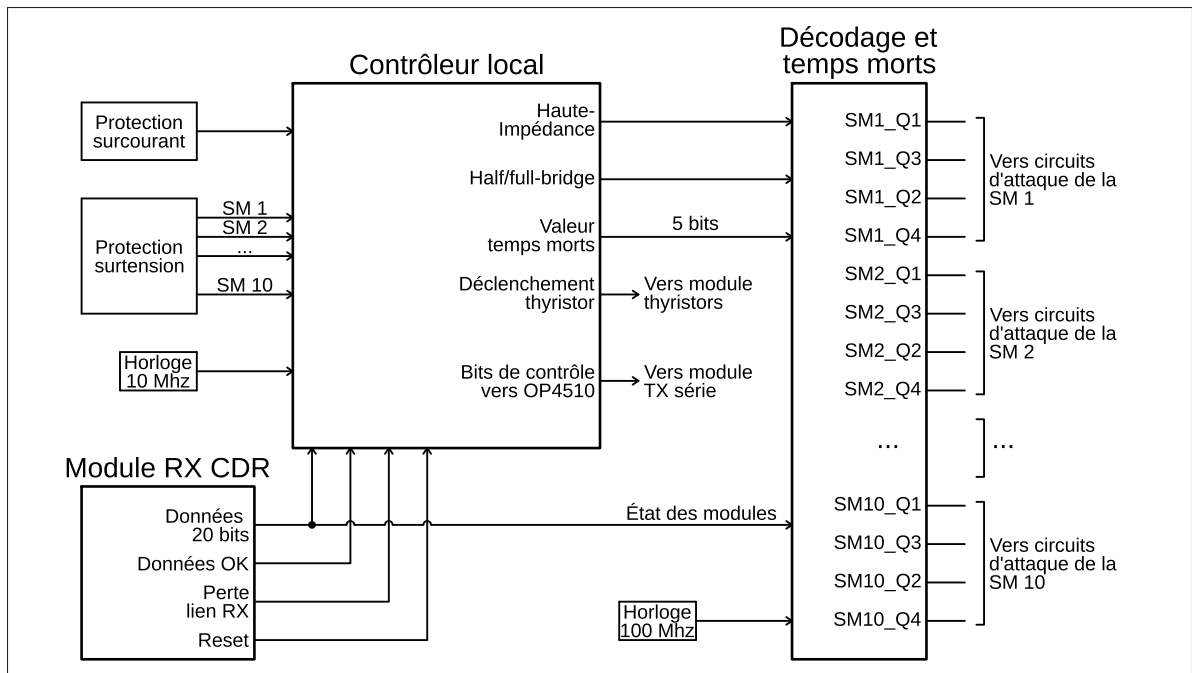 Contrôleur local
Décodage et
temps morts
Protection
surcourant
Protection
surtension
SM 1
SM 2
...
SM 10
Horloge
10 Mhz
Haute-
Impédance
Half/full-bridge
Valeur
temps morts
5 bits
Déclenchement
thyristor
Vers module
thyristors
Bits de contrôle
vers OP4510
Vers module
TX série
Module RX CDR
Données
20 bits
Données OK
Perte
lien RX
Reset
État des modules
Horloge
100 Mhz
SM1_Q1
SM1_Q3
SM1_Q2
SM1_Q4
Vers circuits
d'attaque de la
SM 1
SM2_Q1
SM2_Q3
SM2_Q2
SM2_Q4
Vers circuits
d'attaque de la
SM 2
...
...
SM10_Q1
SM10_Q3
SM10_Q2
SM10_Q4
Vers circuits
d'attaque de la
SM 10